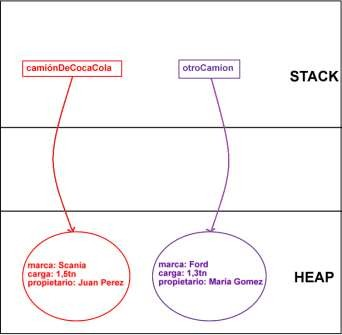 camiónDeCocaCola
otroCamion
STACK
marca: Scania
carga: 1,5tn
propietario: Juan Perez
marca: Ford
carga: 1,3tn
propietario: María Gomez
HEAP